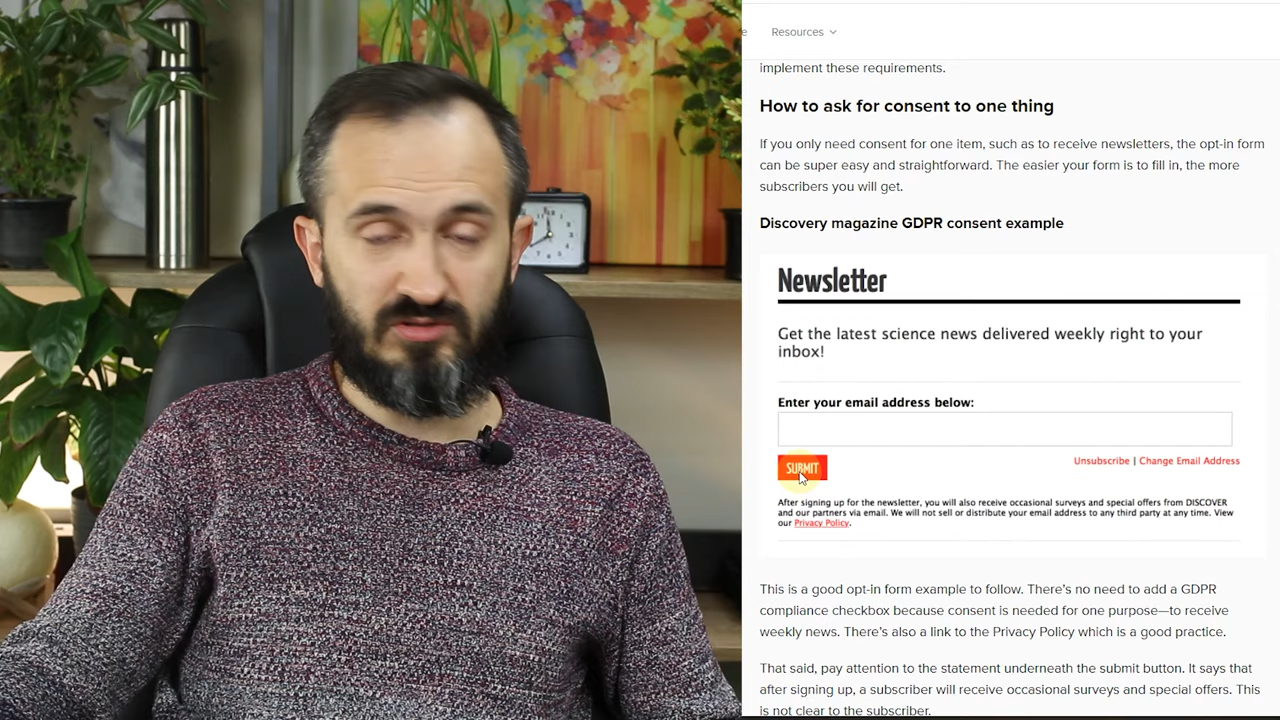 e Resources
implement these requirements.
How to ask for consent to one thing
If you only need consent for one item, such as to receive newsletters, the opt-in form
can be super easy and straightforward. The easier your form is to fill in, the more
subscribers you will get.
Discovery magazine GDPR consent example
Newsletter
Get the latest science news delivered weekly right to your
inbox!
Enter your email address below:
SUBMIT
Unsubscribe | Change Email Address
After signing up for the newsletter, you will also receive occasional surveys and special offers from DISCOVER
and our partners via email. We will not sell or distribute your email address to any third party at any time. View
our Privacy Policy.
This is a good opt-in form example to follow. There's no need to add a GDPR
compliance checkbox because consent is needed for one purpose—to receive
weekly news. There's also a link to the Privacy Policy which is a good practice.
That said, pay attention to the statement underneath the submit button. It says that
after signing up, a subscriber will receive occasional surveys and special offers. This
is not clear to the subscriber.